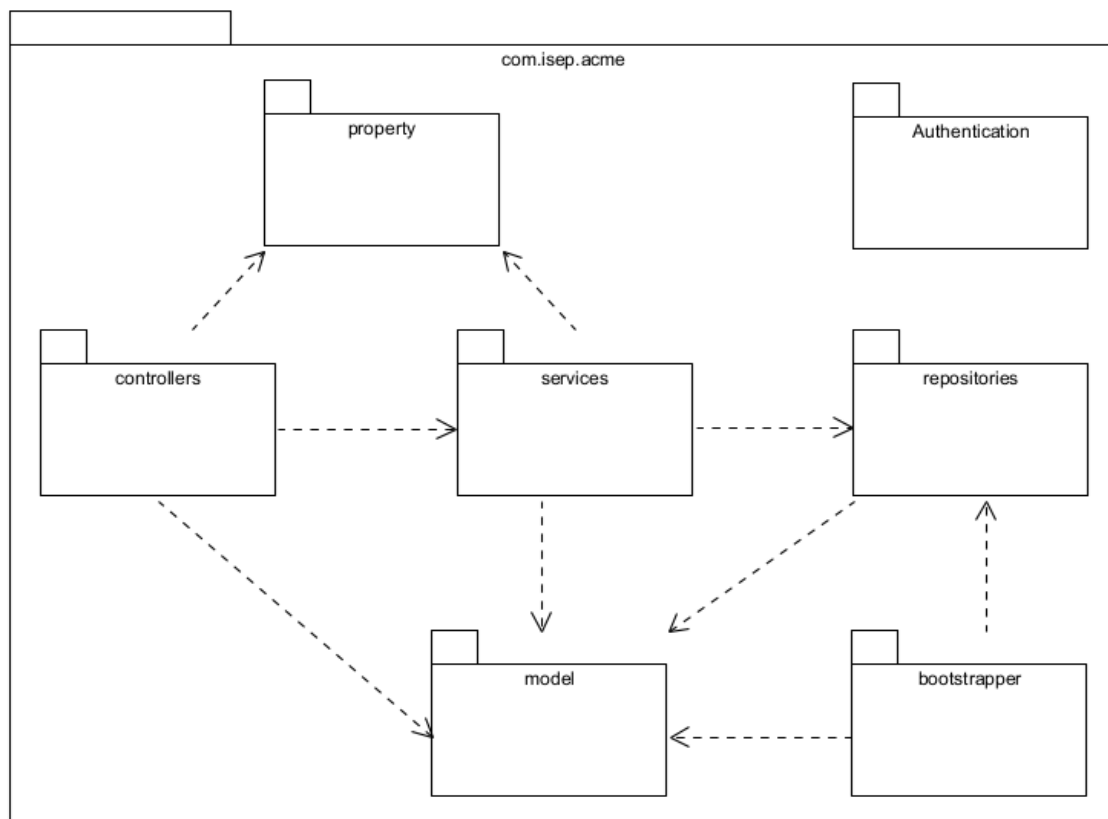 com.isep.acme
property
Authentication
controllers
services
repositories
model
bootstrapper